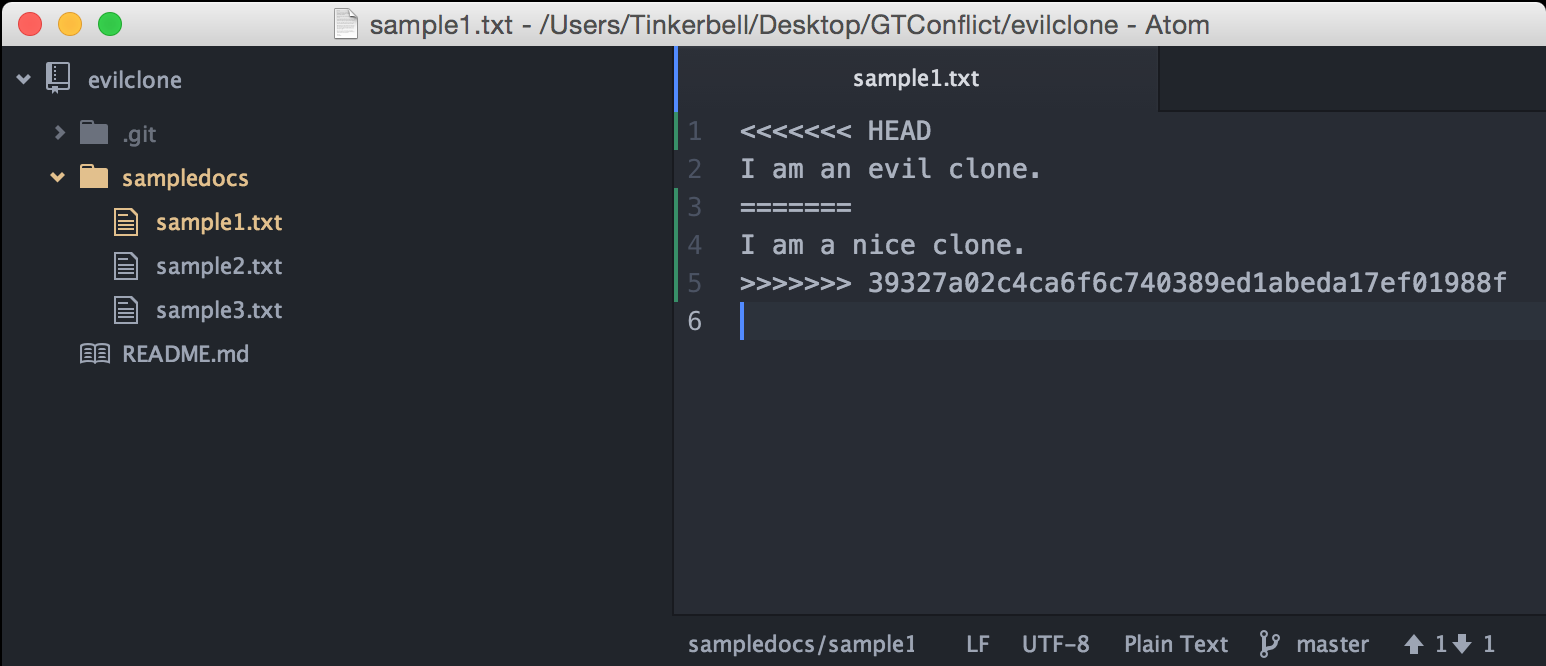 sample1.txt - /Users/Tinkerbell/Desktop/GTConflict/evilclone - Atom
evilclone
.git
sampledocs
sample1.txt
sample2.txt
sample3.txt
README.md
sample1.txt
1 <<<<<<< HEAD
2 I am an evil clone.
3 =======
4 I am a nice clone.
5 >>>>>>> 39327a02c4ca6f6c740389ed1abeda17ef01988f
6
sampledocs/sample1 LF UTF-8 Plain Text master 1 1